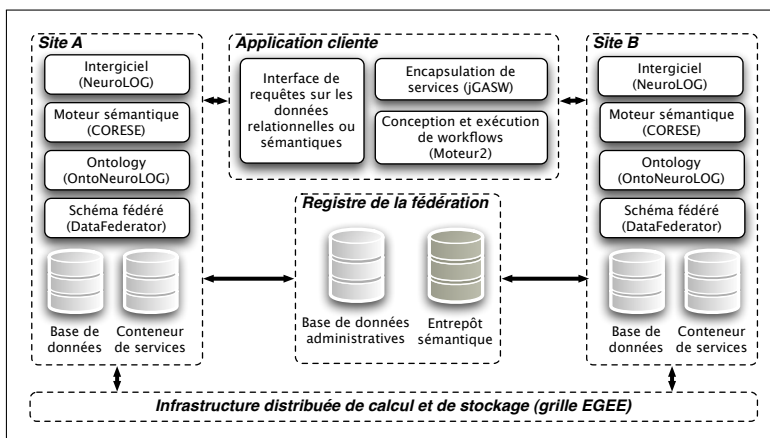 Site A
Intergiciel
(NeuroLOG)
Moteur sémantique
(CORESE)
Ontology
(OntoNeuroLOG)
Schéma fédéré
(DataFederator)
Base de
données
Conteneur
de services
Application cliente
Interface de
requêtes sur les
données
relationnelles ou
sémantiques
Encapsulation de
services (jGASW)
Conception et exécution
de workflows
(Moteur2)
Registre de la fédération
Base de données
administratives
Entrepôt
sémantique
Site B
Intergiciel
(NeuroLOG)
Moteur sémantique
(CORESE)
Ontology
(OntoNeuroLOG)
Schéma fédéré
(DataFederator)
Base de
données
Conteneur
de services
Infrastructure distribuée de calcul et de stockage (grille EGEE)